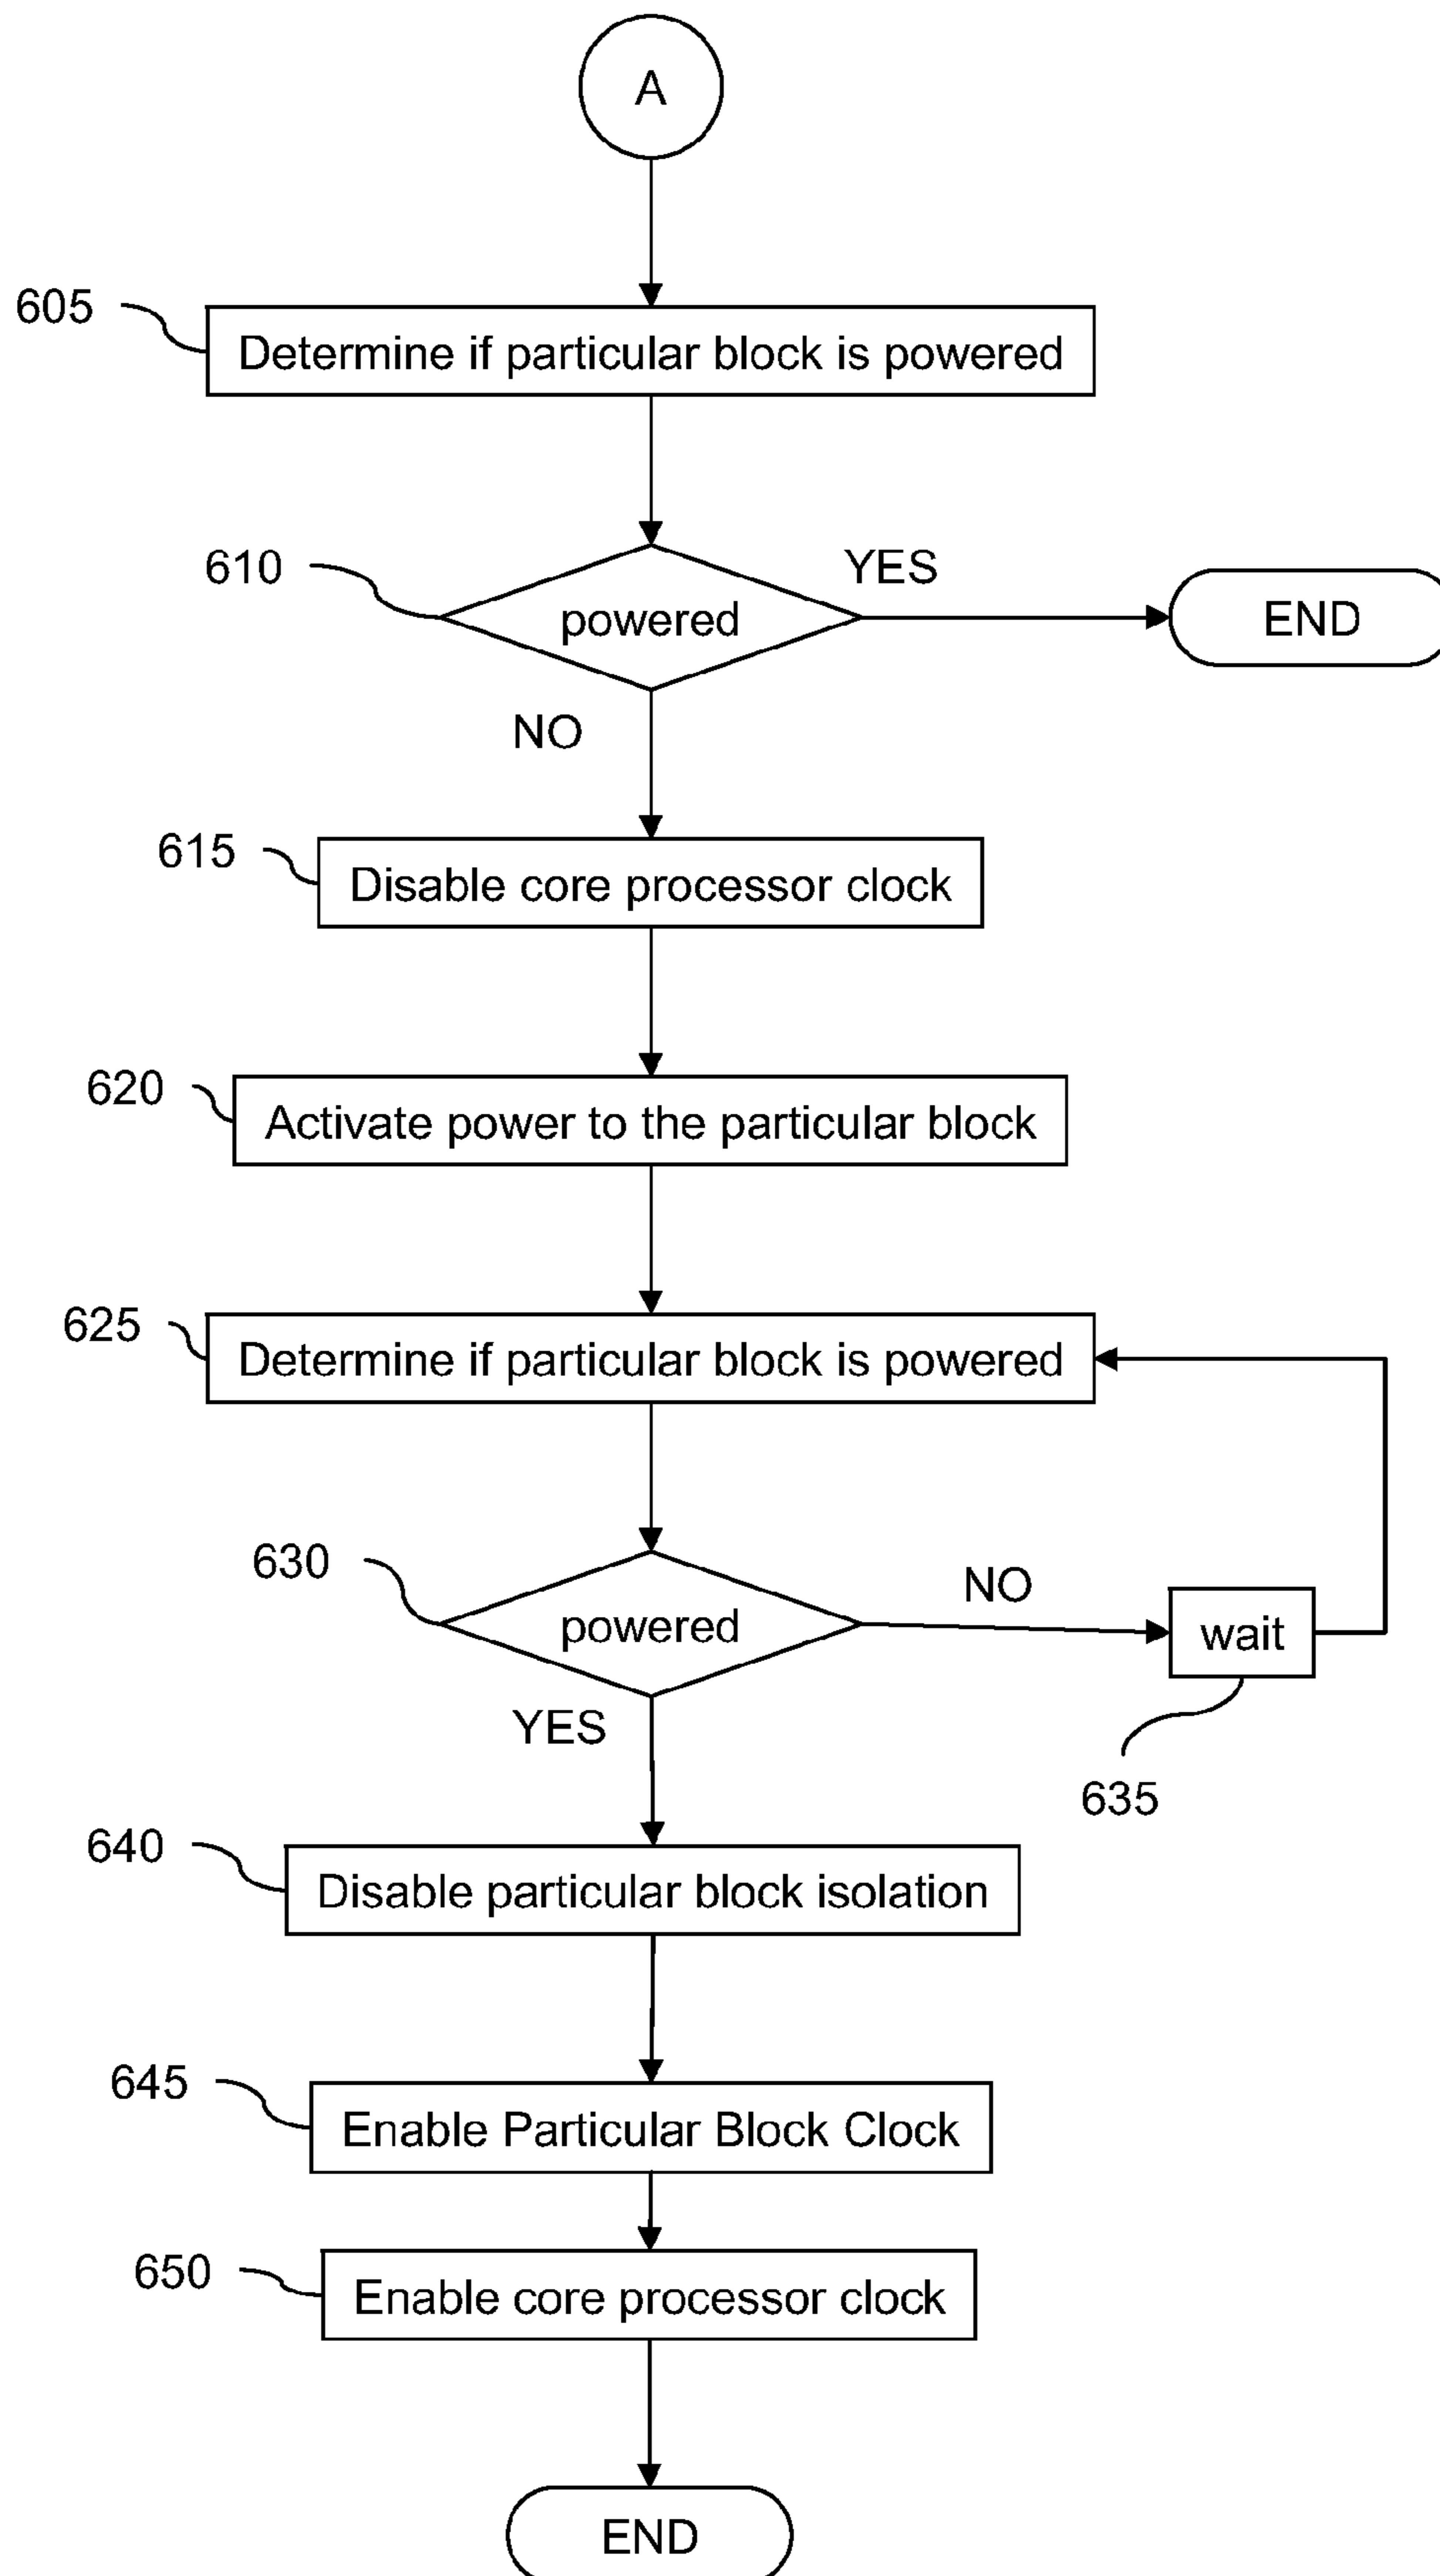 A
605
Determine if particular block is powered
610
powered
YES
END
NO
615
Disable core processor clock
620
Activate power to the particular block
625
Determine if particular block is powered
630
powered
NO
wait
YES
635
640
Disable particular block isolation
645
Enable Particular Block Clock
650
Enable core processor clock
END